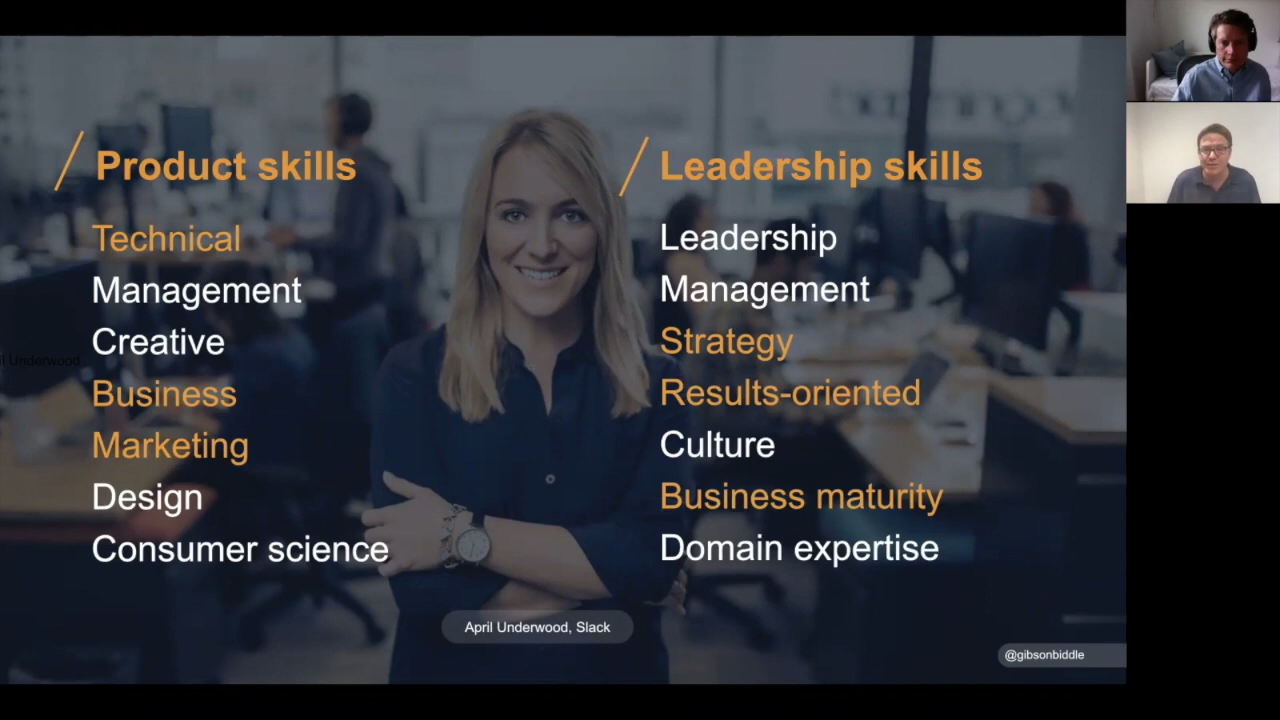 Product skills
Technical
Management
Creative
Business
Marketing
Design
Consumer science
Leadership skills
Leadership
Management
Strategy
Results-oriented
Culture
Business maturity
Domain expertise
Underwood
April Underwood, Slack
@gibsonbiddle